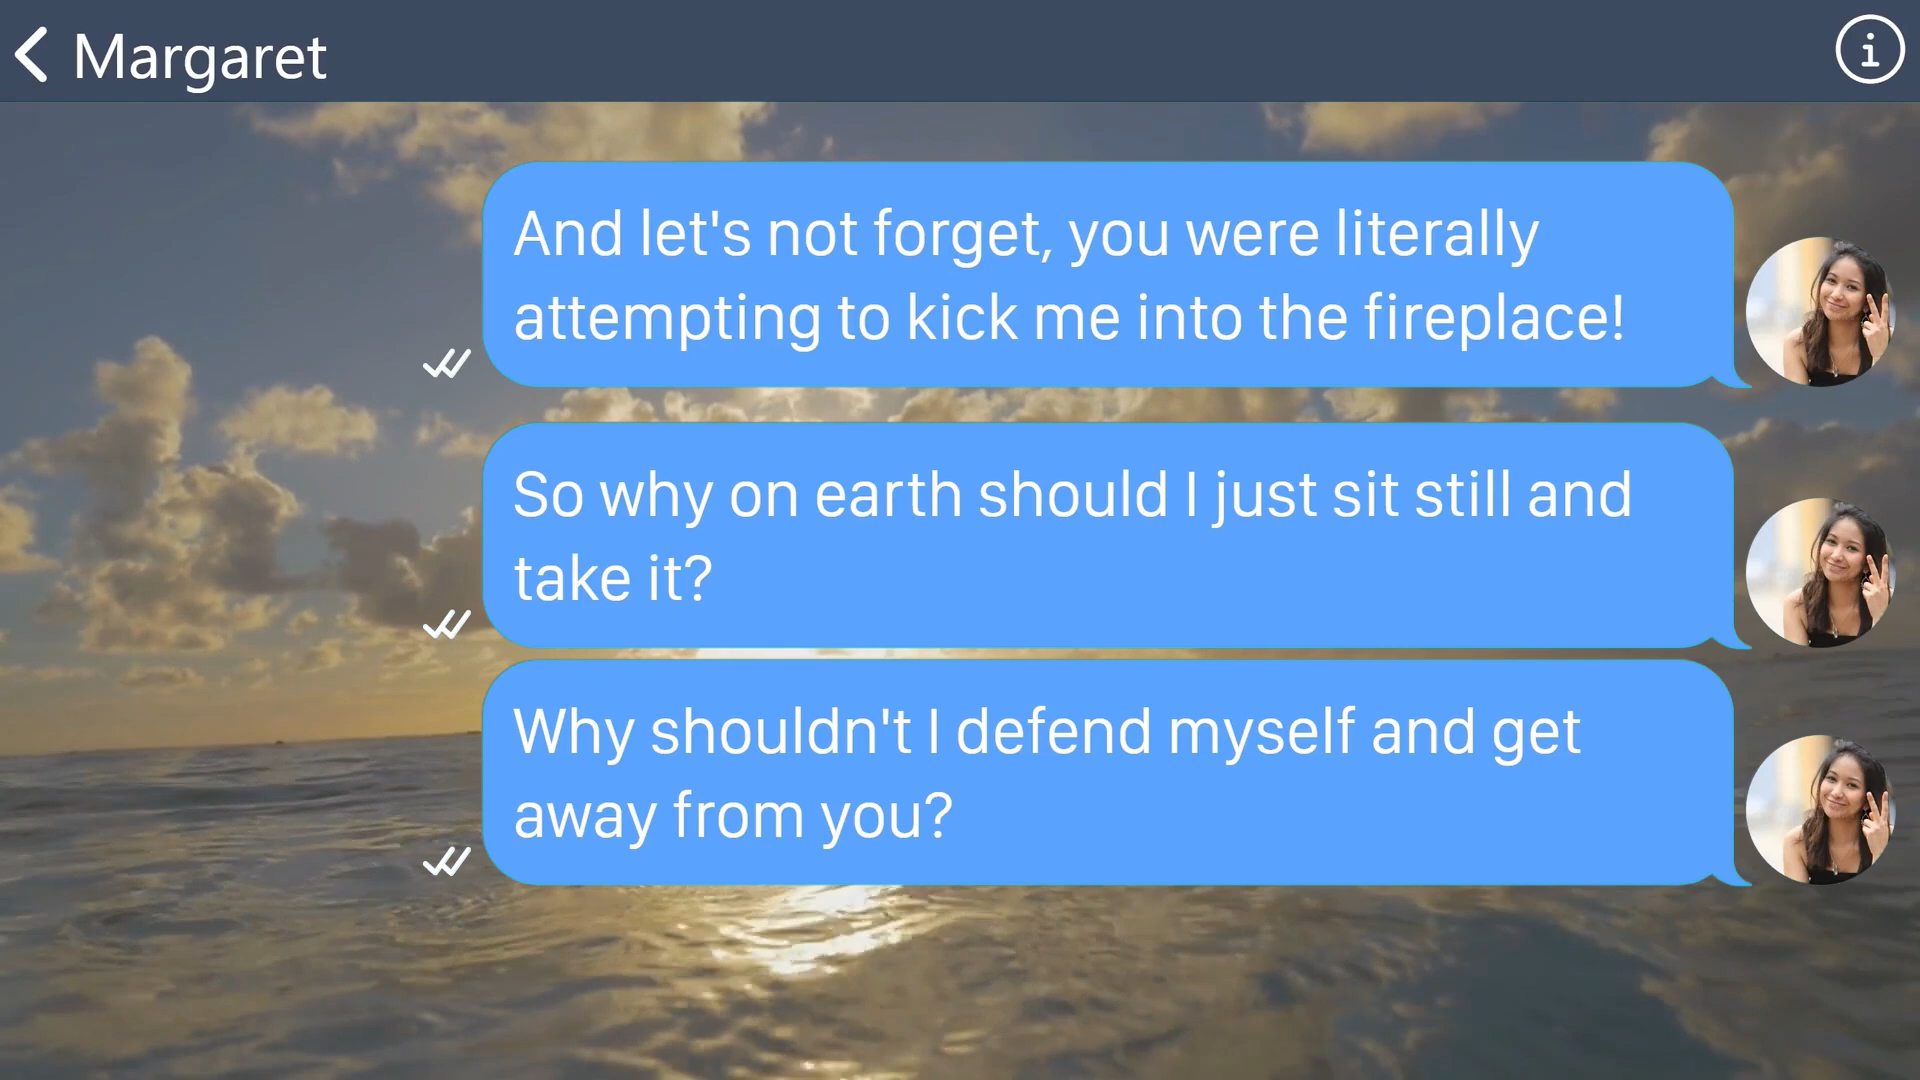 Margaret
And let's not forget, you were literally
attempting to kick me into the fireplace!
So why on earth should I just sit still and
take it?
Why shouldn't I defend myself and get
away from you?